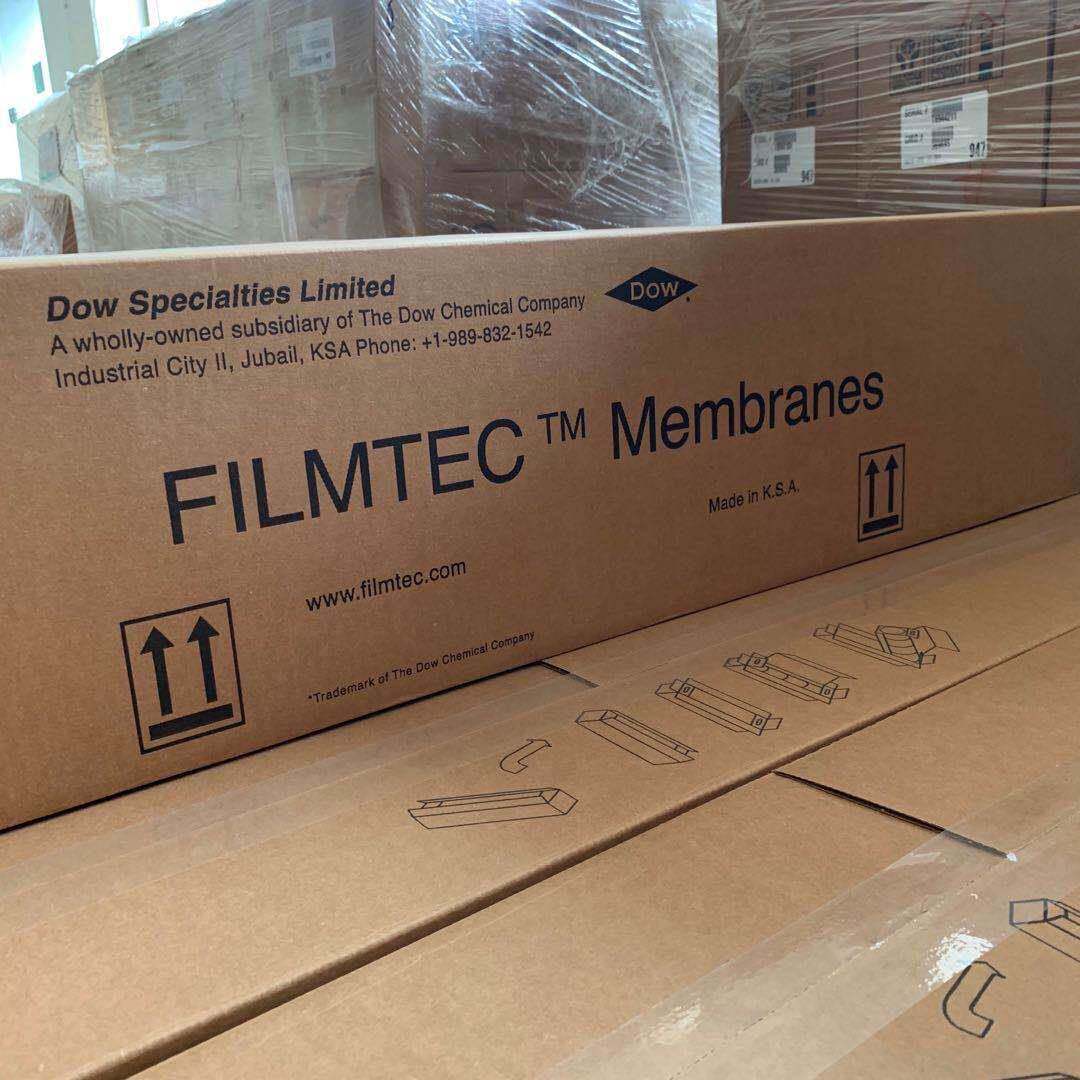 Dow Specialties Limited
A wholly-owned subsidiary of The Dow Chemical Company
Industrial City II, Jubail, KSA Phone: +1-989-832-1542
Dow
FILMTEC™ Membranes
Made in K.S.A.
www.filmtec.com
*Trademark of The Dow Chemical Company
947